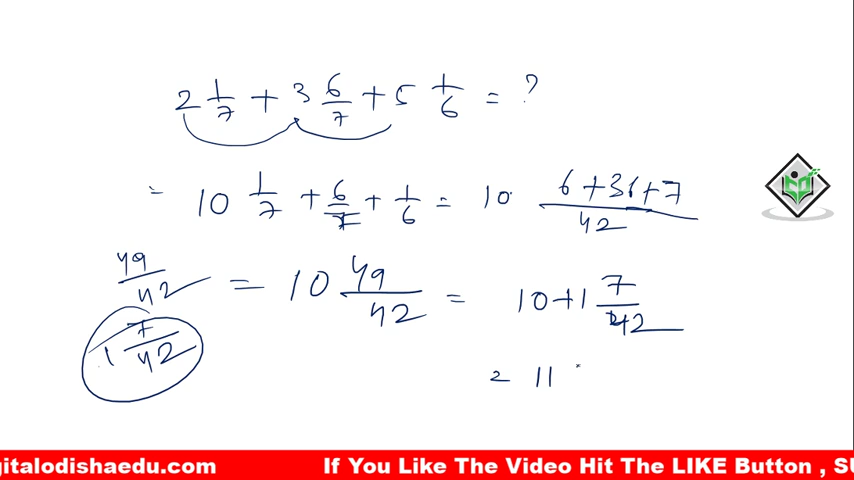 2 1/7 + 3 6/7 + 5 1/6 = ?
= 10 1/7 + 6/7 + 1/6 = 10 (6+36+7)/42
49/42 = 10 49/42 = 10+1 7/42
1 7/42
= 11
gitalodishaedu.com If You Like The Video Hit The LIKE Button , SU